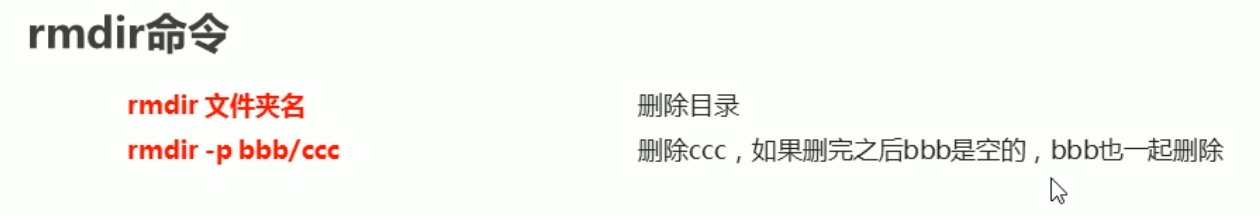 rmdir命令
rmdir 文件夹名 删除目录
rmdir -p bbb/ccc 删除ccc，如果删完之后bbb是空的，bbb也一起删除